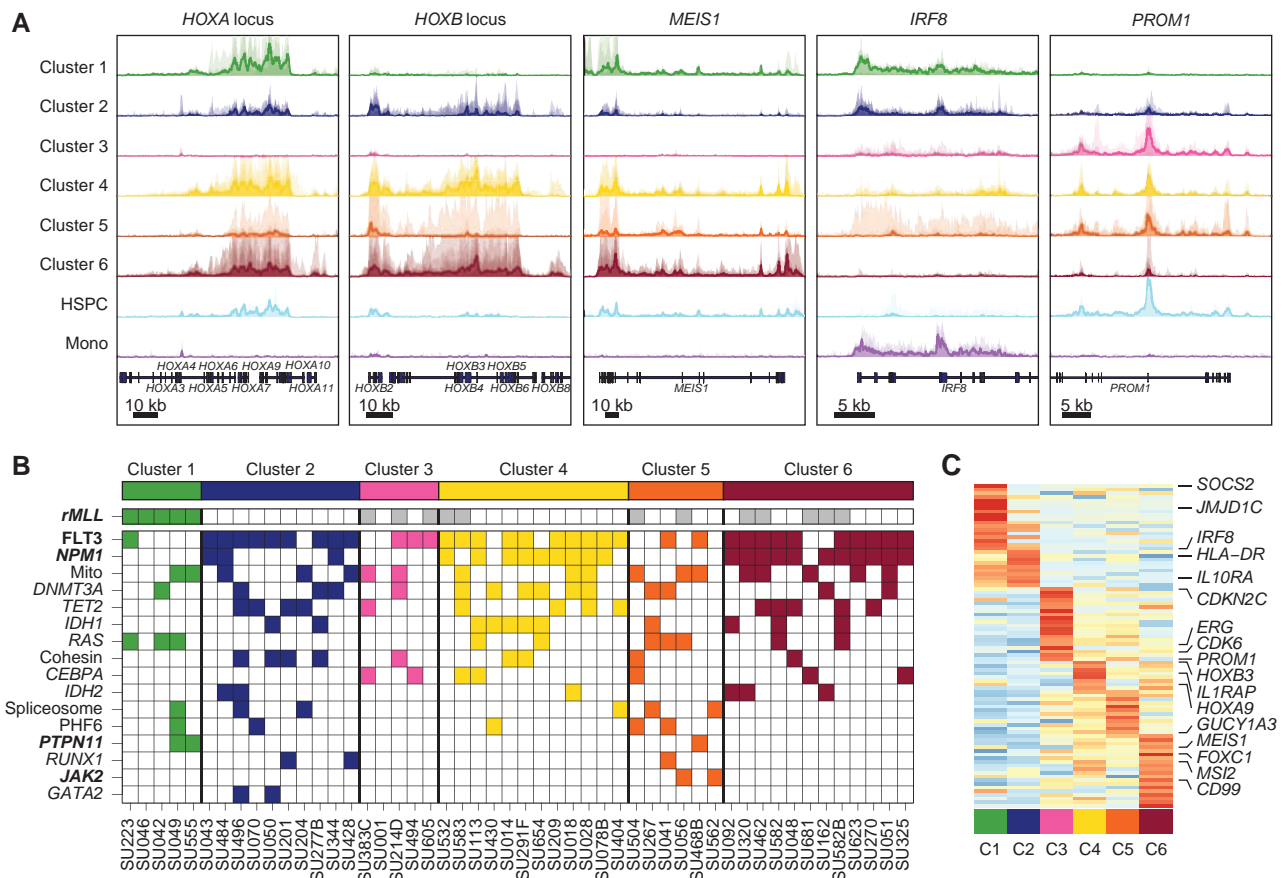 A
HOXA locus
HOXB locus
MEIS1
IRF8
PROM1
Cluster 1
Cluster 2
Cluster 3
Cluster 4
Cluster 5
Cluster 6
HSPC
Mono
HOXA4 HOXA6 HOXA9 HOXA10
HOXA3 HOXA5 HOXA7 HOXA11
10 kb
HOXB3 HOXB5
HOXB2 HOXB4 HOXB6 HOXB8
10 kb
MEIS1
10 kb
IRF8
5 kb
PROM1
5 kb
B
Cluster 1 Cluster 2 Cluster 3 Cluster 4 Cluster 5 Cluster 6
rMLL
FLT3
NPM1
Mito
DNMT3A
TET2
IDH1
RAS
Cohesin
CEBPA
IDH2
Spliceosome
PHF6
PTPN11
RUNX1
JAK2
GATA2
SU223
SU046
SU042
SU049
SU555
SU043
SU484
SU496
SU070
SU050
SU201
SU204
SU277B
SU344
SU428
SU383C
SU001
SU214D
SU494
SU605
SU532
SU583
SU113
SU430
SU014
SU291F
SU654
SU209
SU018
SU028
SU078B
SU404
SU504
SU267
SU041
SU056
SU468B
SU562
SU092
SU320
SU462
SU582
SU048
SU681
SU162
SU582B
SU623
SU270
SU051
SU325
C
SOCS2
JMJD1C
IRF8
HLA–DR
IL10RA
CDKN2C
ERG
CDK6
PROM1
HOXB3
IL1RAP
HOXA9
GUCY1A3
MEIS1
FOXC1
MSI2
CD99
C1 C2 C3 C4 C5 C6